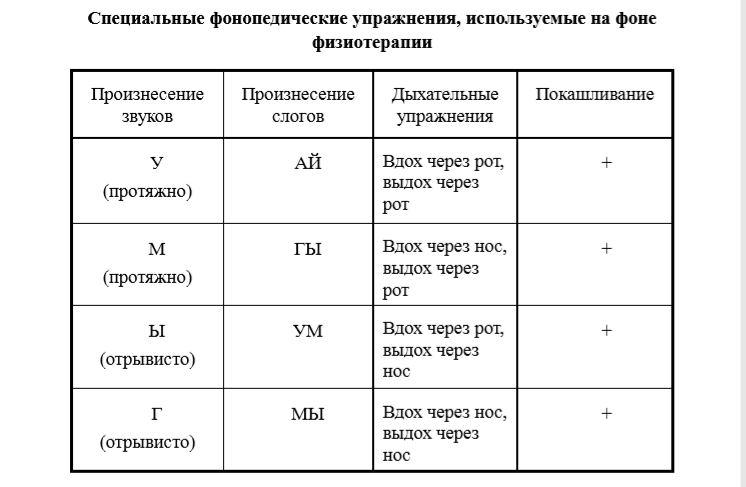 Специальные фонопедические упражнения, используемые на фоне
физиотерапии
Произнесение
звуков
Произнесение
слогов
Дыхательные
упражнения
Покашливание
У
(протяжно)
АЙ
Вдох через рот,
выдох через
рот
+
М
(протяжно)
ГЫ
Вдох через нос,
выдох через
рот
+
Ы
(отрывисто)
УМ
Вдох через рот,
выдох через
нос
+
Г
(отрывисто)
МЫ
Вдох через нос,
выдох через
нос
+